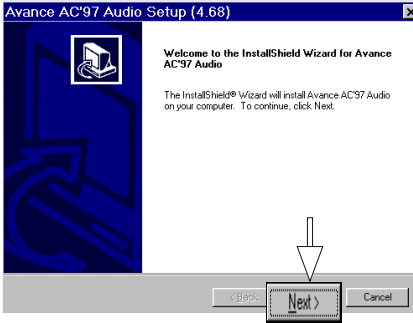 Avance AC'97 Audio Setup (4.68)
Welcome to the InstallShield Wizard for Avance
AC'97 Audio
The InstallShield® Wizard will install Avance AC'97 Audio
on your computer. To continue, click Next.
< Back
Next >
Cancel